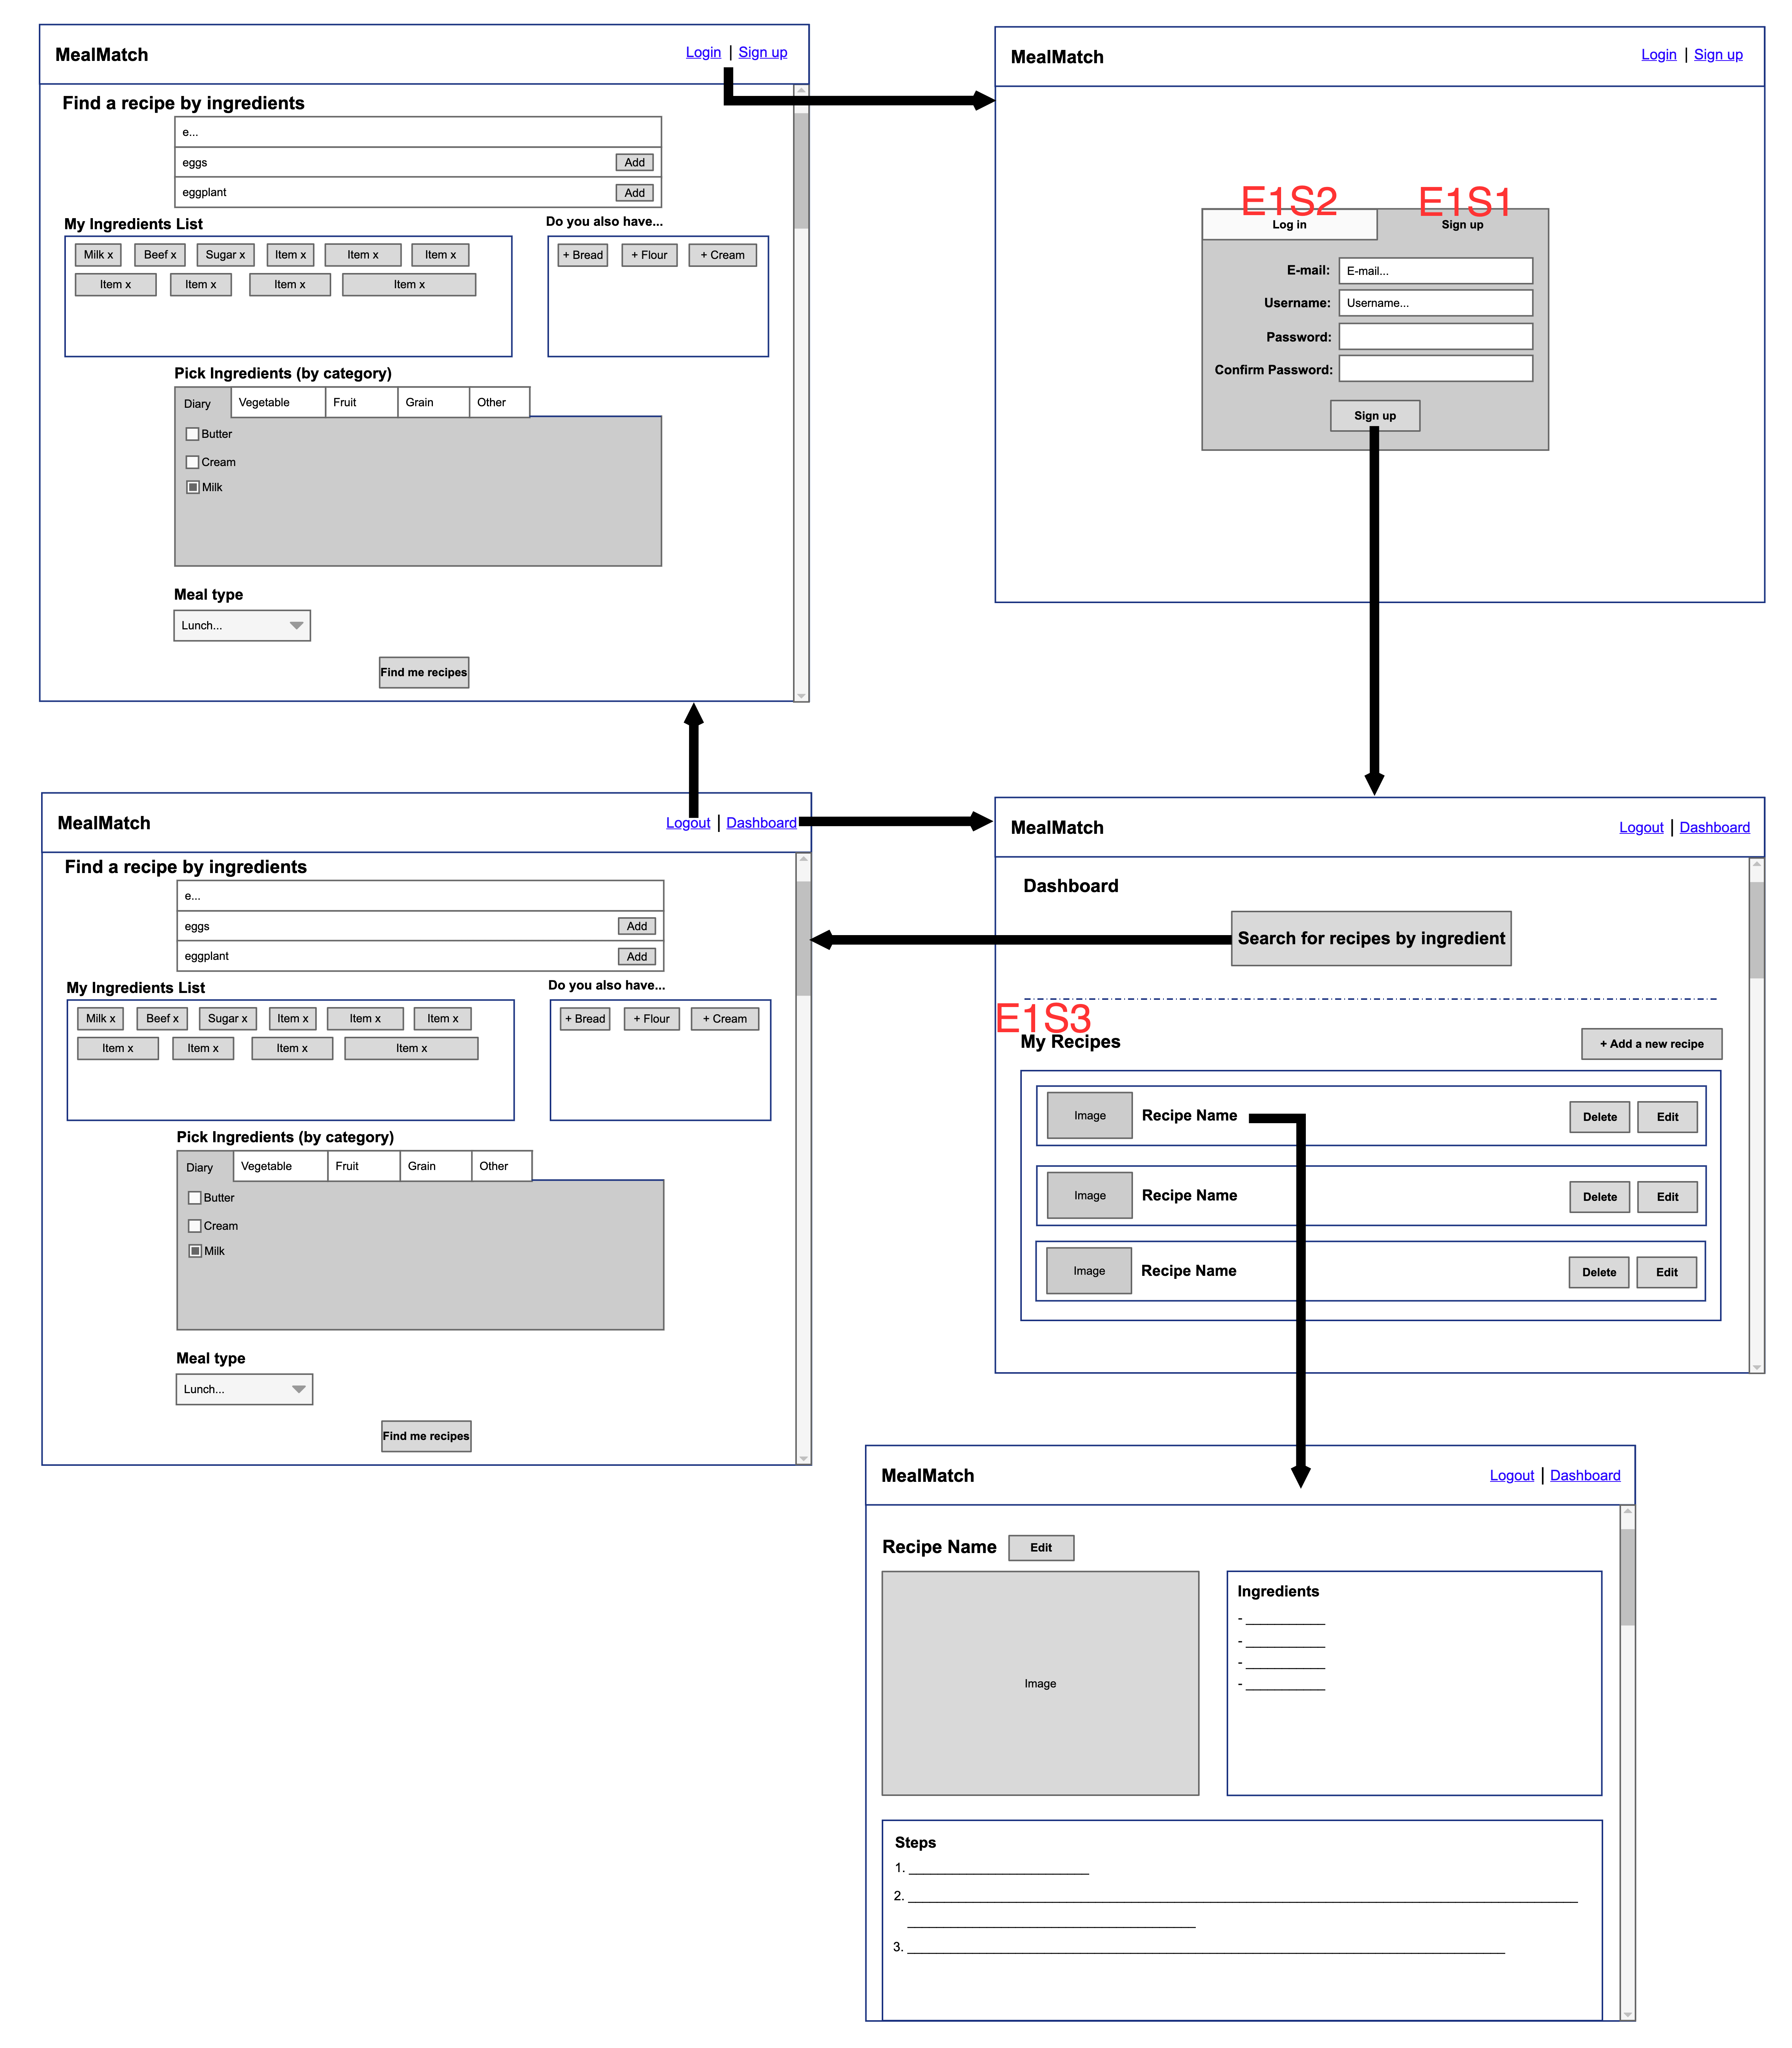 MealMatch
Login | Sign up
Find a recipe by ingredients
e...
eggs Add
eggplant Add
My Ingredients List
Do you also have...
Milk x Beef x Sugar x Item x Item x Item x
Item x Item x Item x Item x
+ Bread + Flour + Cream
Pick Ingredients (by category)
Diary Vegetable Fruit Grain Other
Butter
Cream
Milk
Meal type
Lunch...
Find me recipes
MealMatch
Login | Sign up
E1S2 E1S1
Log in Sign up
E-mail: E-mail...
Username: Username...
Password:
Confirm Password:
Sign up
MealMatch
Logout | Dashboard
Find a recipe by ingredients
e...
eggs Add
eggplant Add
My Ingredients List
Do you also have...
Milk x Beef x Sugar x Item x Item x Item x
Item x Item x Item x Item x
+ Bread + Flour + Cream
Pick Ingredients (by category)
Diary Vegetable Fruit Grain Other
Butter
Cream
Milk
Meal type
Lunch...
Find me recipes
MealMatch
Logout | Dashboard
Dashboard
Search for recipes by ingredient
E1S3
My Recipes
+ Add a new recipe
Image Recipe Name Delete Edit
Image Recipe Name Delete Edit
Image Recipe Name Delete Edit
MealMatch
Logout | Dashboard
Recipe Name Edit
Image
Ingredients
-
-
-
-
Steps
1.
2.
3.